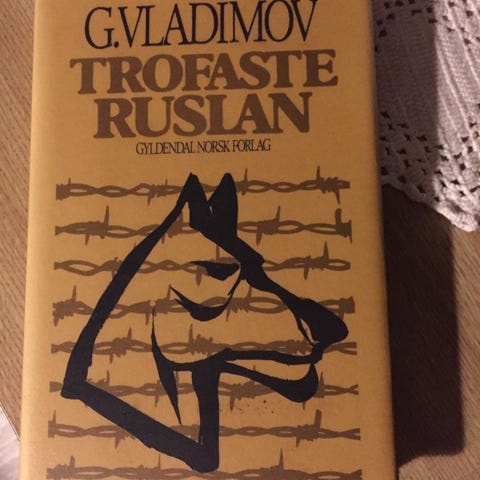 G.VLADIMOV
TROFASTE
RUSLAN
GYLDENDAL NORSK FORLAG